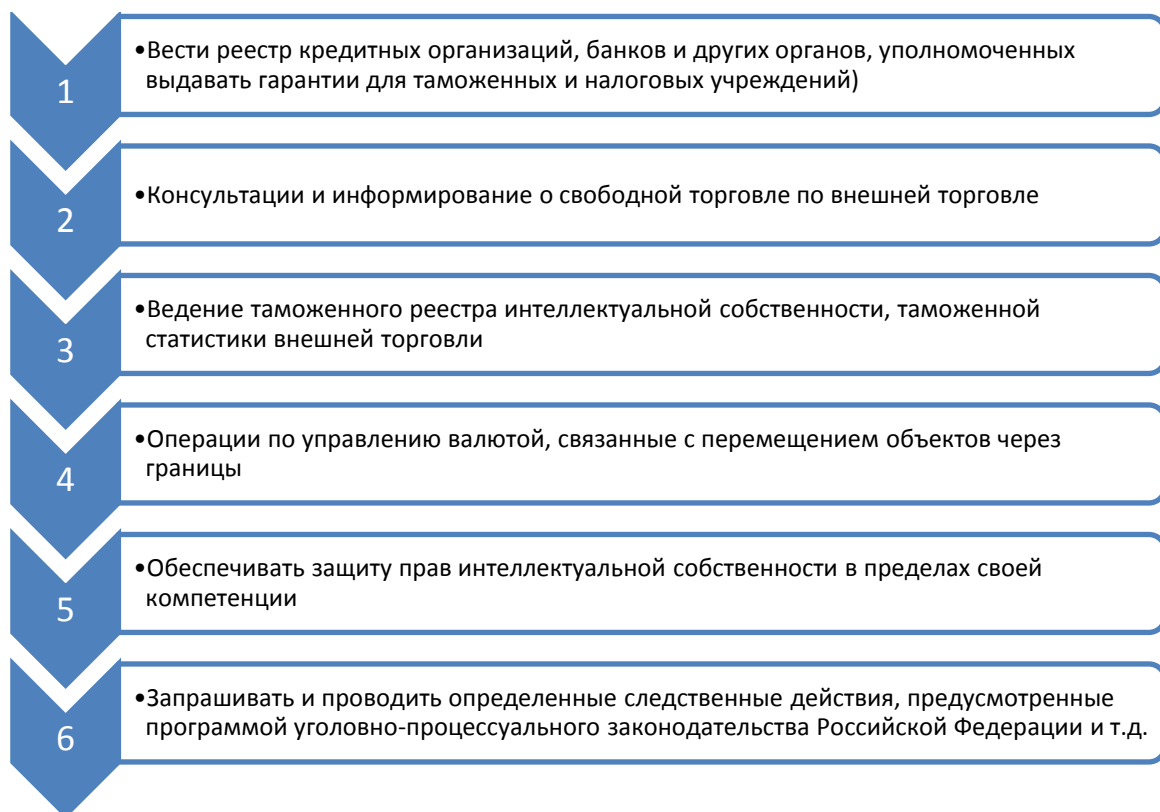 1
•Вести реестр кредитных организаций, банков и других органов, уполномоченных
выдавать гарантии для таможенных и налоговых учреждений)
2
•Консультации и информирование о свободной торговле по внешней торговле
3
•Ведение таможенного реестра интеллектуальной собственности, таможенной
статистики внешней торговли
4
•Операции по управлению валютой, связанные с перемещением объектов через
границы
5
•Обеспечивать защиту прав интеллектуальной собственности в пределах своей
компетенции
6
•Запрашивать и проводить определенные следственные действия, предусмотренные
программой уголовно-процессуального законодательства Российской Федерации и т.д.